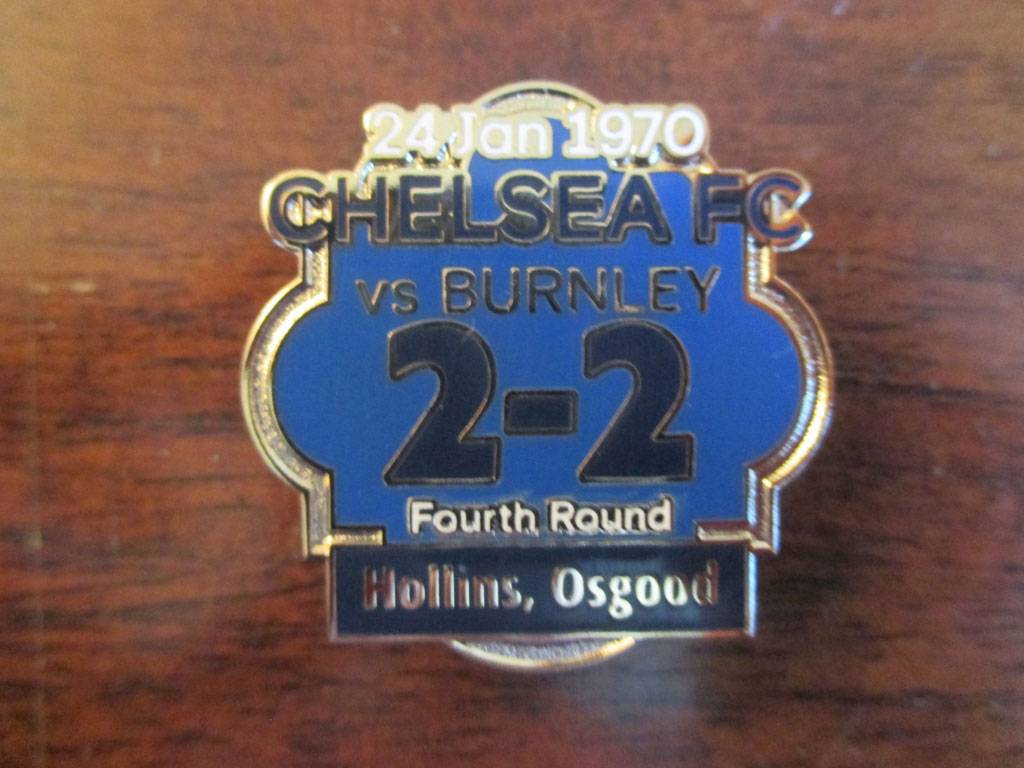 24 Jan 1970
CHELSEA FC
vs BURNLEY
2-2
Fourth Round
Hollins, Osgood